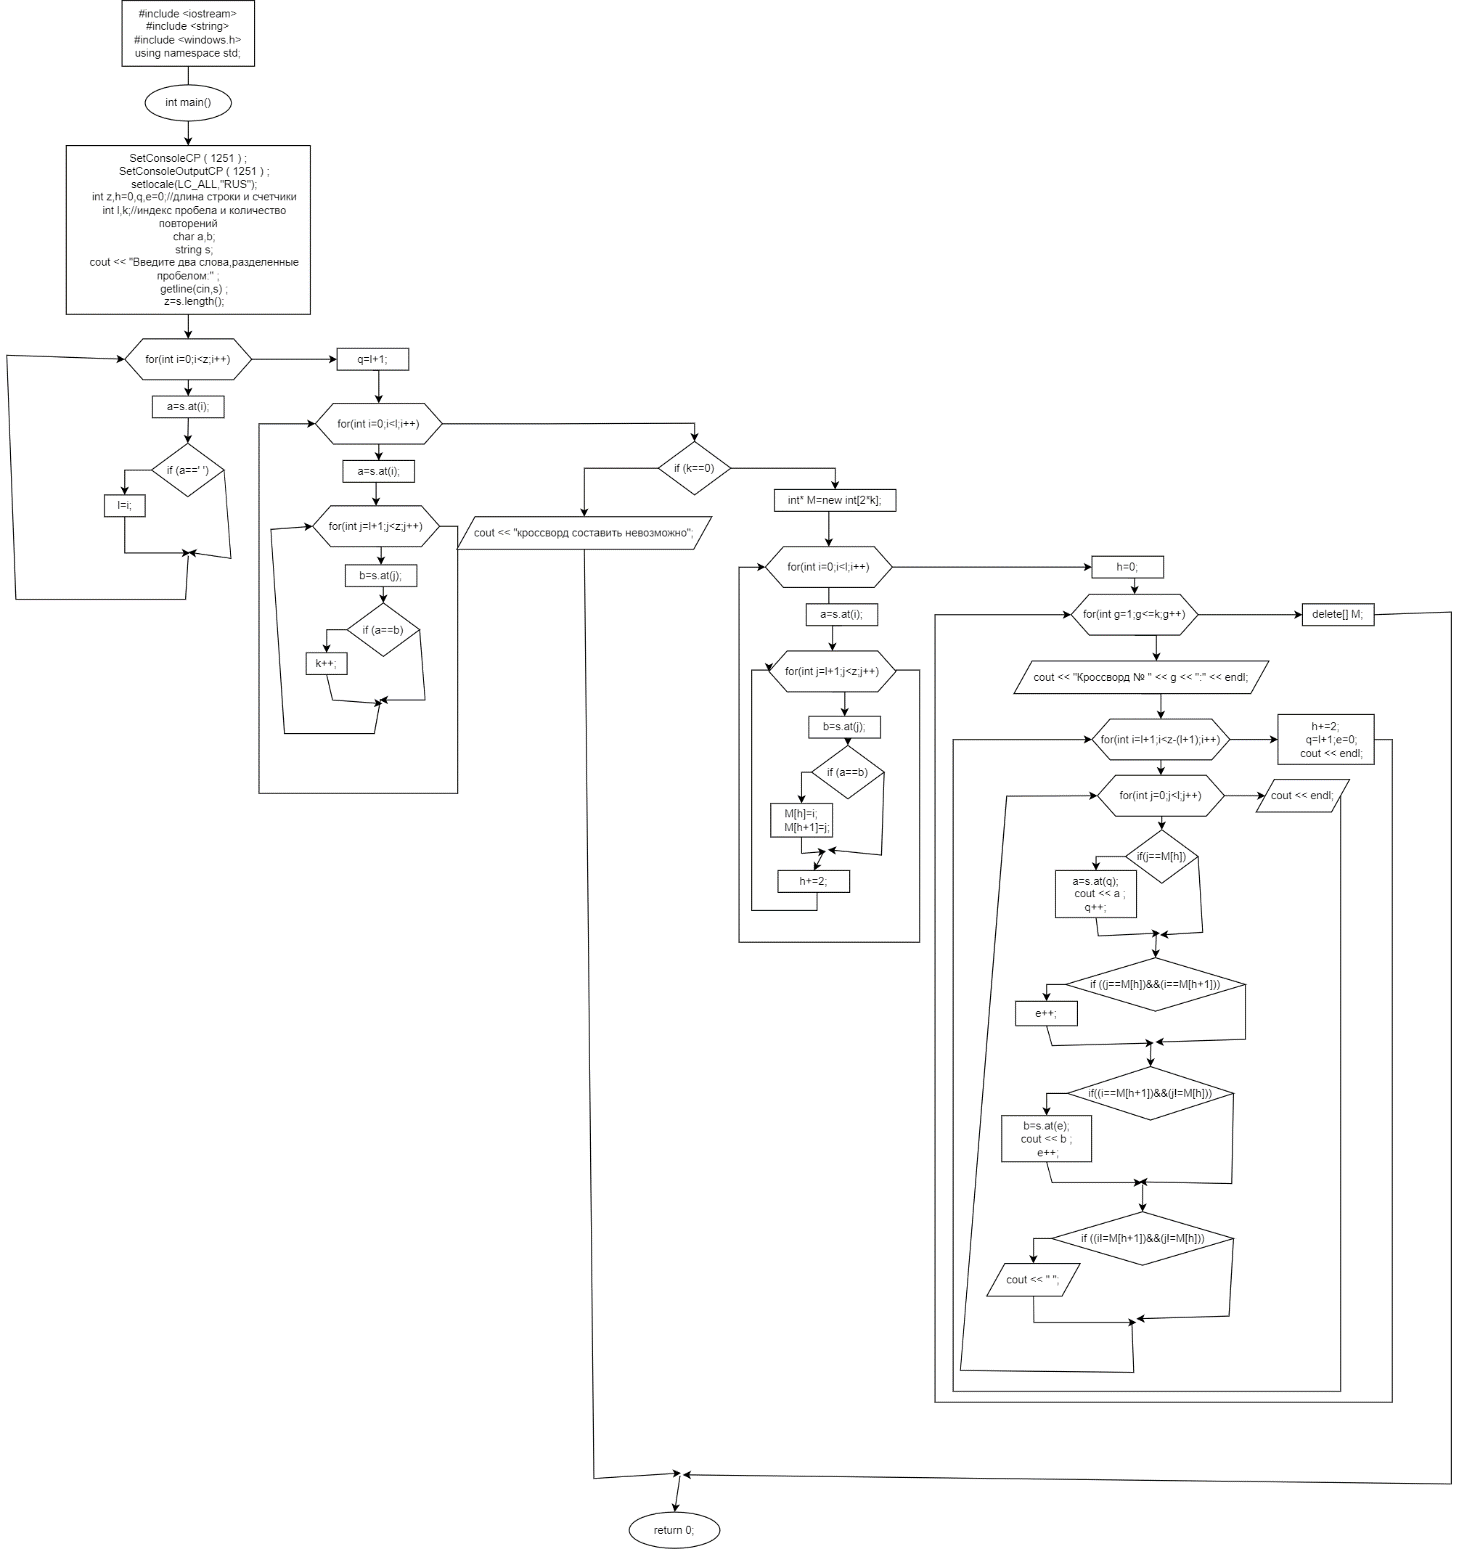 #include <iostream>
#include <string>
#include <windows.h>
using namespace std;
int main()
SetConsoleCP ( 1251 ) ;
SetConsoleOutputCP ( 1251 ) ;
setlocale(LC_ALL,"RUS");
int z,h=0,q,e=0;//длина строки и счетчики
int l,k;//индекс пробела и количество
повторений
char a,b;
string s;
cout << "Введите два слова,разделенные
пробелом:" ;
getline(cin,s) ;
z=s.length();
for(int i=0;i<z;i++)
a=s.at(i);
if (a==' ')
l=i;
q=l+1;
for(int i=0;i<l;i++)
a=s.at(i);
for(int j=l+1;j<z;j++)
b=s.at(j);
if (a==b)
k++;
if (k==0)
cout << "кроссворд составить невозможно";
int* M=new int[2*k];
for(int i=0;i<l;i++)
a=s.at(i);
for(int j=l+1;j<z;j++)
b=s.at(j);
if (a==b)
M[h]=i;
M[h+1]=j;
h+=2;
h=0;
for(int g=1;g<=k;g++)
delete[] M;
cout << "Кроссворд № " << g << ":" << endl;
for(int i=l+1;i<z-(l+1);i++)
h+=2;
q=l+1;e=0;
cout << endl;
for(int j=0;j<l;j++)
cout << endl;
if(j==M[h])
a=s.at(q);
cout << a ;
q++;
if ((j==M[h])&&(i==M[h+1]))
e++;
if((i==M[h+1])&&(j!=M[h]))
b=s.at(e);
cout << b ;
e++;
if ((i!=M[h+1])&&(j!=M[h]))
cout << " ";
return 0;